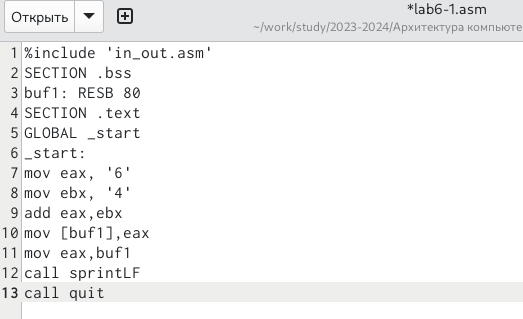 Открыть
*lab6-1.asm
~/work/study/2023-2024/Архитектура компьюте
1 %include 'in_out.asm'
2 SECTION .bss
3 buf1: RESB 80
4 SECTION .text
5 GLOBAL _start
6 _start:
7 mov eax, '6'
8 mov ebx, '4'
9 add eax,ebx
10 mov [buf1],eax
11 mov eax,buf1
12 call sprintLF
13 call quit